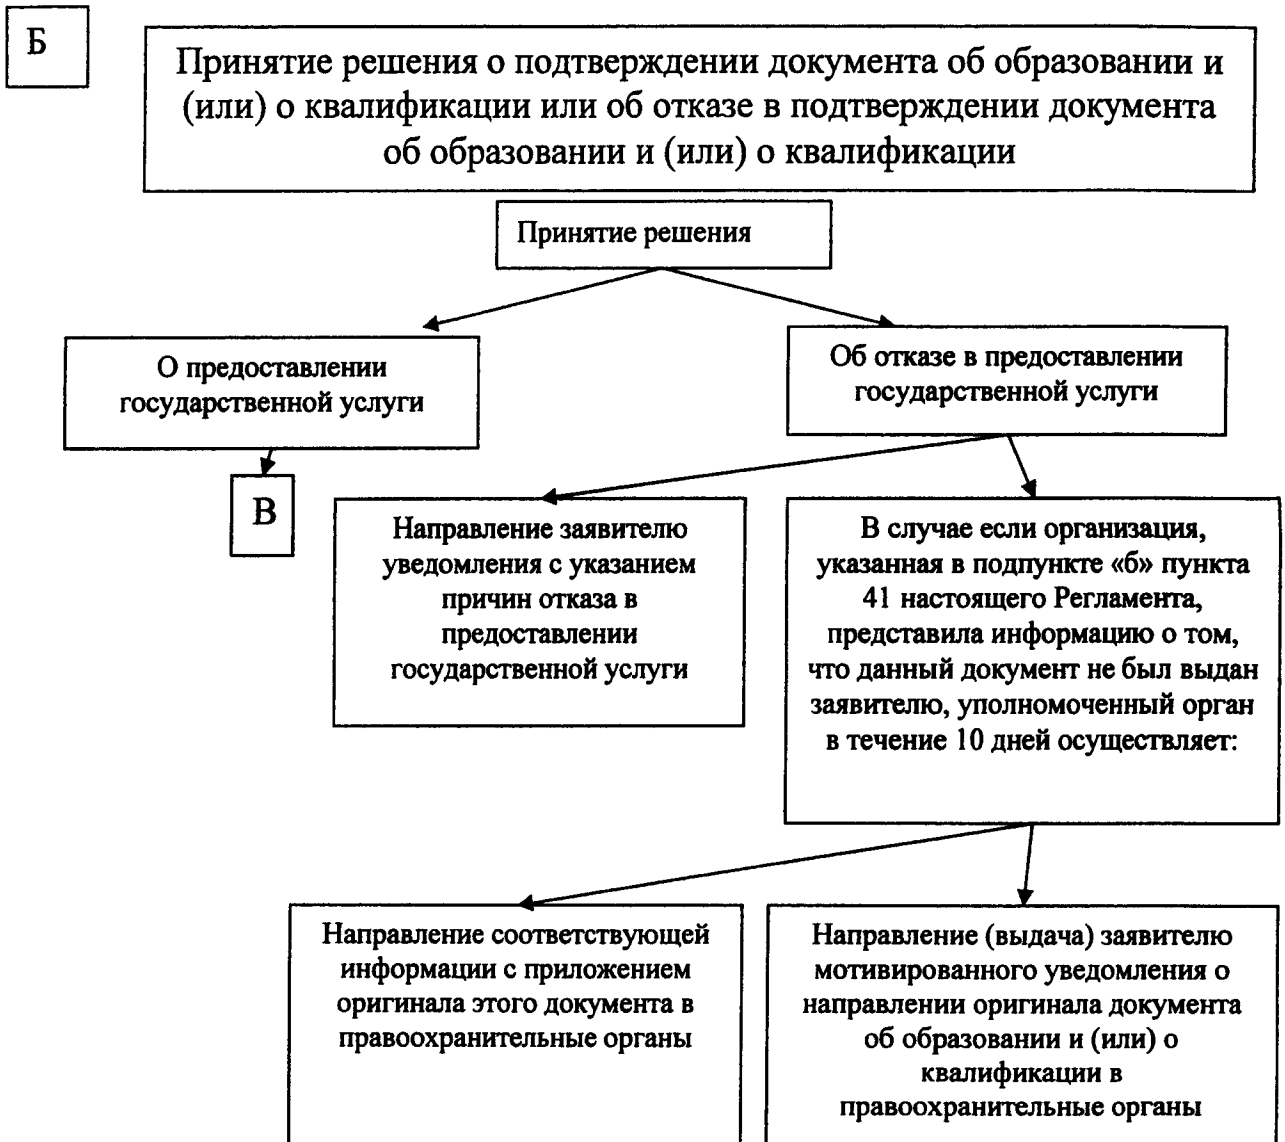 Б
Принятие решения о подтверждении документа об образовании и
(или) о квалификации или об отказе в подтверждении документа
об образовании и (или) о квалификации
Принятие решения
О предоставлении
государственной услуги
Об отказе в предоставлении
государственной услуги
В
Направление заявителю
уведомления с указанием
причин отказа в
предоставлении
государственной услуги
В случае если организация,
указанная в подпункте «б» пункта
41 настоящего Регламента,
представила информацию о том,
что данный документ не был выдан
заявителю, уполномоченный орган
в течение 10 дней осуществляет:
Направление соответствующей
информации с приложением
оригинала этого документа в
правоохранительные органы
Направление (выдача) заявителю
мотивированного уведомления о
направлении оригинала документа
об образовании и (или) о
квалификации в
правоохранительные органы